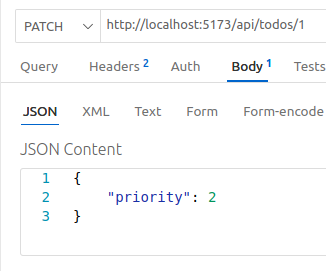 PATCH http://localhost:5173/api/todos/1
Query Headers 2 Auth Body 1 Tests
JSON XML Text Form Form-encode
JSON Content
1 {
2 "priority": 2
3 }